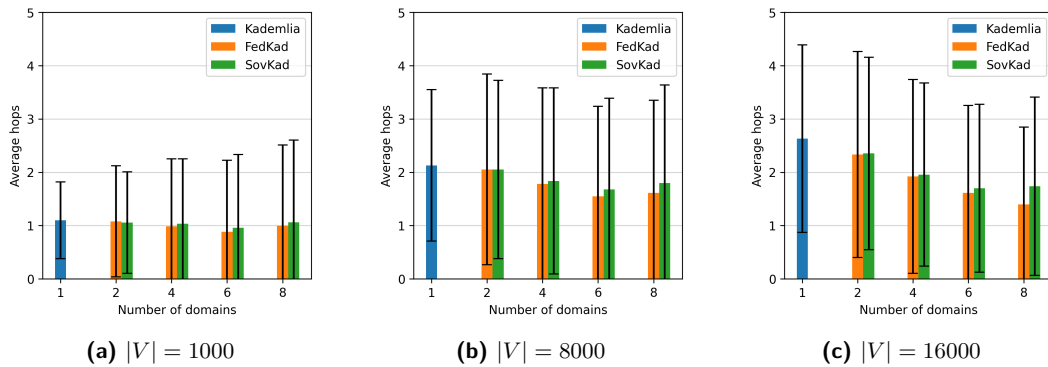 5
4
3
2
1
0
Average hops
Kademlia
FedKad
SovKad
1 2 4 6 8
Number of domains
(a) |V| = 1000
5
4
3
2
1
0
Average hops
Kademlia
FedKad
SovKad
1 2 4 6 8
Number of domains
(b) |V| = 8000
5
4
3
2
1
0
Average hops
Kademlia
FedKad
SovKad
1 2 4 6 8
Number of domains
(c) |V| = 16000